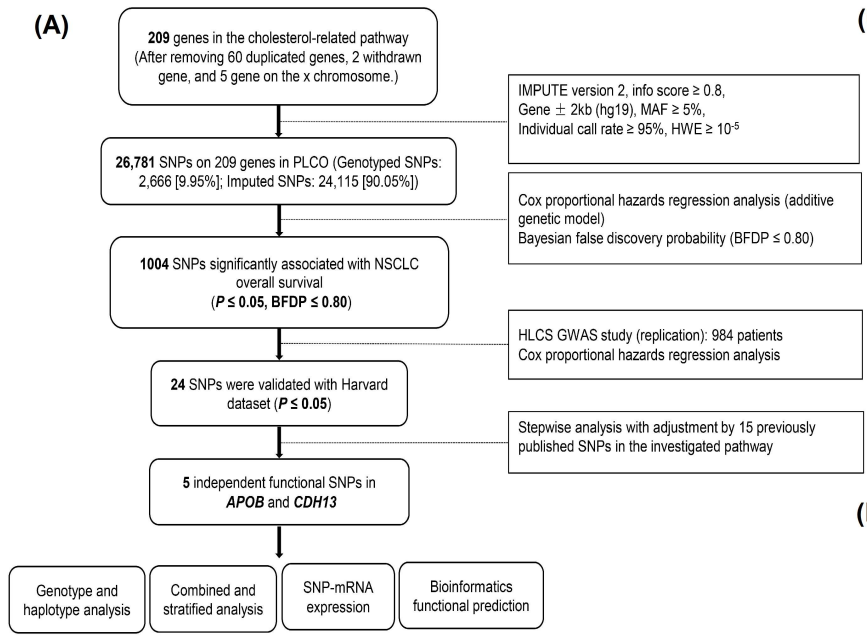 (A)
209 genes in the cholesterol-related pathway
(After removing 60 duplicated genes, 2 withdrawn
gene, and 5 gene on the x chromosome.)
IMPUTE version 2, info score ≥ 0.8,
Gene ± 2kb (hg19), MAF ≥ 5%,
Individual call rate ≥ 95%, HWE ≥ 10⁻⁵
26,781 SNPs on 209 genes in PLCO (Genotyped SNPs:
2,666 [9.95%]; Imputed SNPs: 24,115 [90.05%])
Cox proportional hazards regression analysis (additive
genetic model)
Bayesian false discovery probability (BFDP ≤ 0.80)
1004 SNPs significantly associated with NSCLC
overall survival
(P ≤ 0.05, BFDP ≤ 0.80)
HLCS GWAS study (replication): 984 patients
Cox proportional hazards regression analysis
24 SNPs were validated with Harvard
dataset (P ≤ 0.05)
Stepwise analysis with adjustment by 15 previously
published SNPs in the investigated pathway
5 independent functional SNPs in
APOB and CDH13
Genotype and
haplotype analysis
Combined and
stratified analysis
SNP-mRNA
expression
Bioinformatics
functional prediction